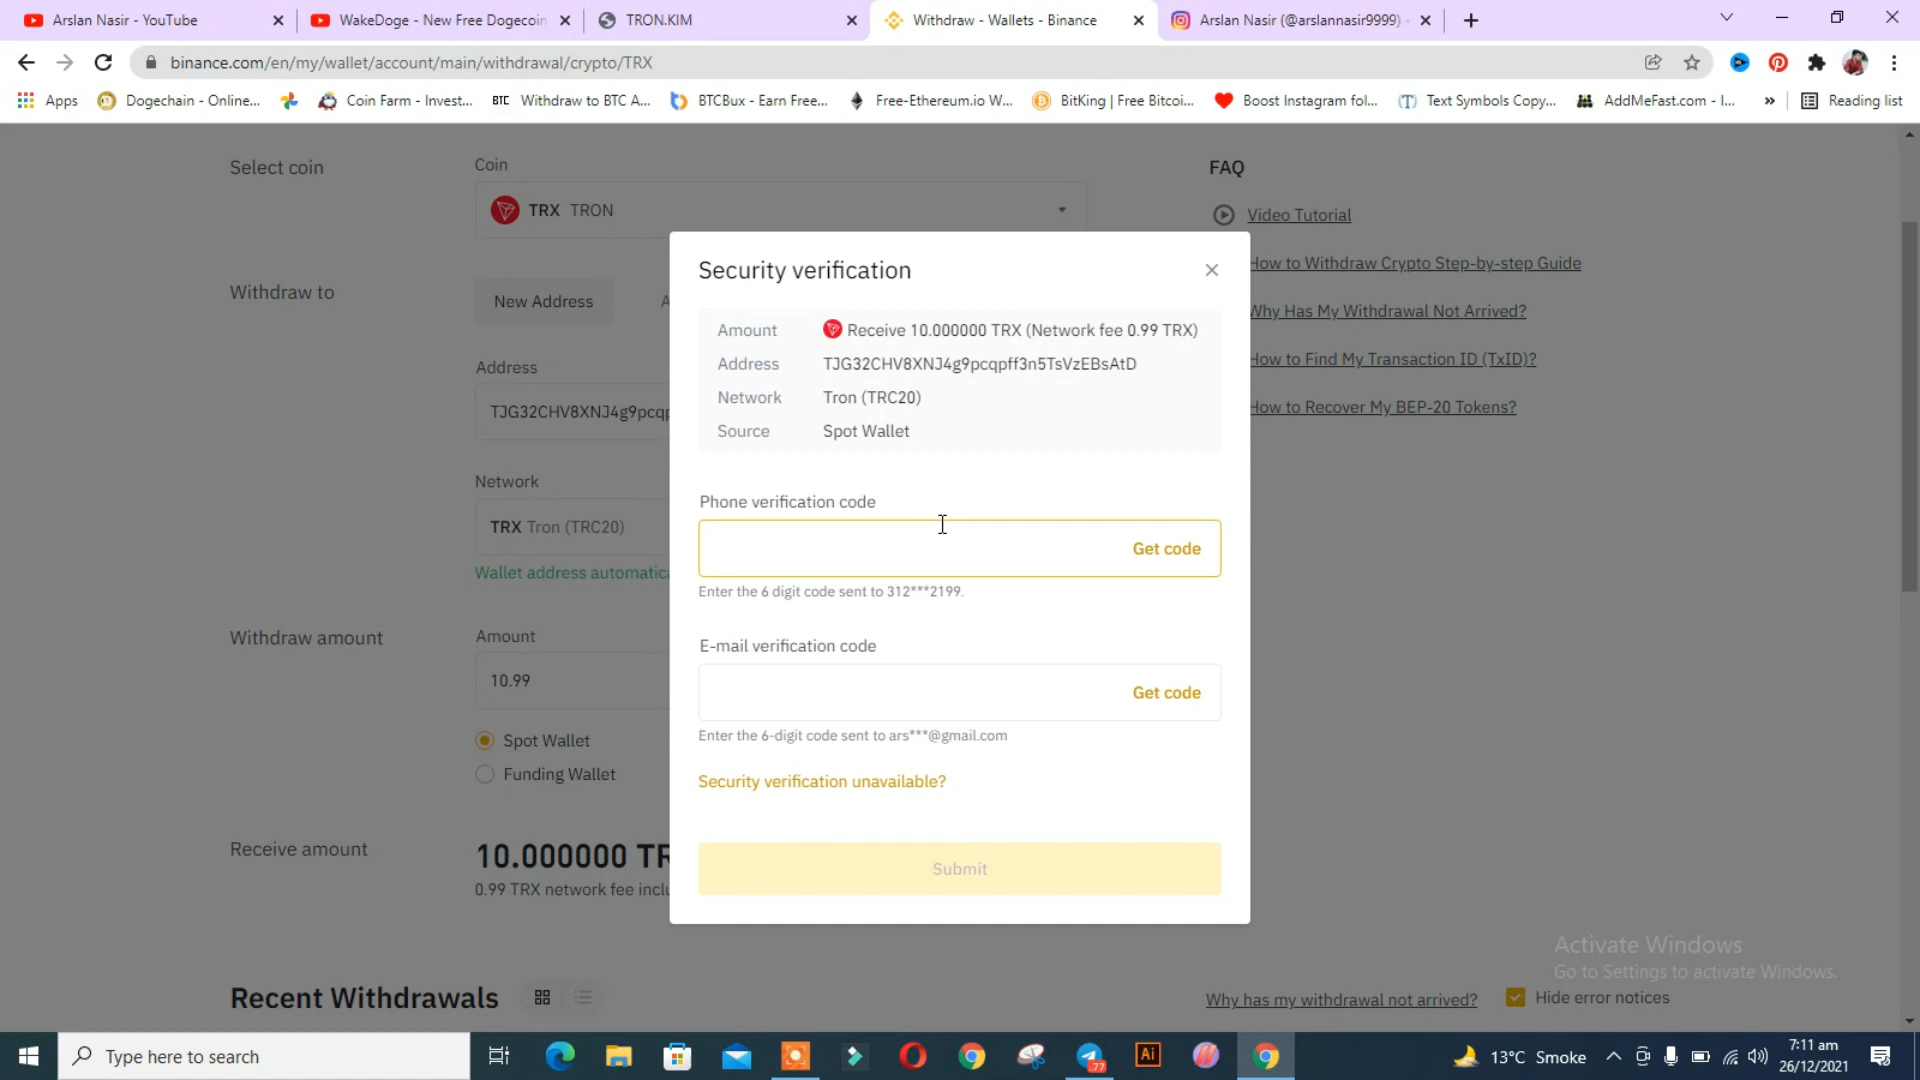 Arslan Nasir - YouTube
WakeDoge - New Free Dogecoin
TRON.KIM
Withdraw - Wallets - Binance
Arslan Nasir (@arslannasir9999)
binance.com/en/my/wallet/account/main/withdrawal/crypto/TRX
Apps
Dogechain - Online...
Coin Farm - Invest...
BTC Withdraw to BTC A...
BTCBux - Earn Free...
Free-Ethereum.io W...
BitKing | Free Bitcoi...
Boost Instagram fol...
Text Symbols Copy...
AddMeFast.com - I...
»
Reading list
Select coin
Coin
TRX TRON
FAQ
Video Tutorial
How to Withdraw Crypto Step-by-step Guide
Why Has My Withdrawal Not Arrived?
How to Find My Transaction ID (TxID)?
How to Recover My BEP-20 Tokens?
Withdraw to
New Address
A
Address
TJG32CHV8XNJ4g9pcqp
Network
TRX Tron (TRC20)
Wallet address automatica
Withdraw amount
Amount
10.99
Spot Wallet
Funding Wallet
Receive amount
10.000000 TR
0.99 TRX network fee inclu
Security verification
Amount Receive 10.000000 TRX (Network fee 0.99 TRX)
Address TJG32CHV8XNJ4g9pcqpff3n5TsVzEBsAtD
Network Tron (TRC20)
Source Spot Wallet
Phone verification code
Get code
Enter the 6 digit code sent to 312***2199.
E-mail verification code
Get code
Enter the 6-digit code sent to ars***@gmail.com
Security verification unavailable?
Submit
Activate Windows
Go to Settings to activate Windows.
Recent Withdrawals
Why has my withdrawal not arrived?
Hide error notices
Type here to search
77
Ai
13°C Smoke
7:11 am
26/12/2021